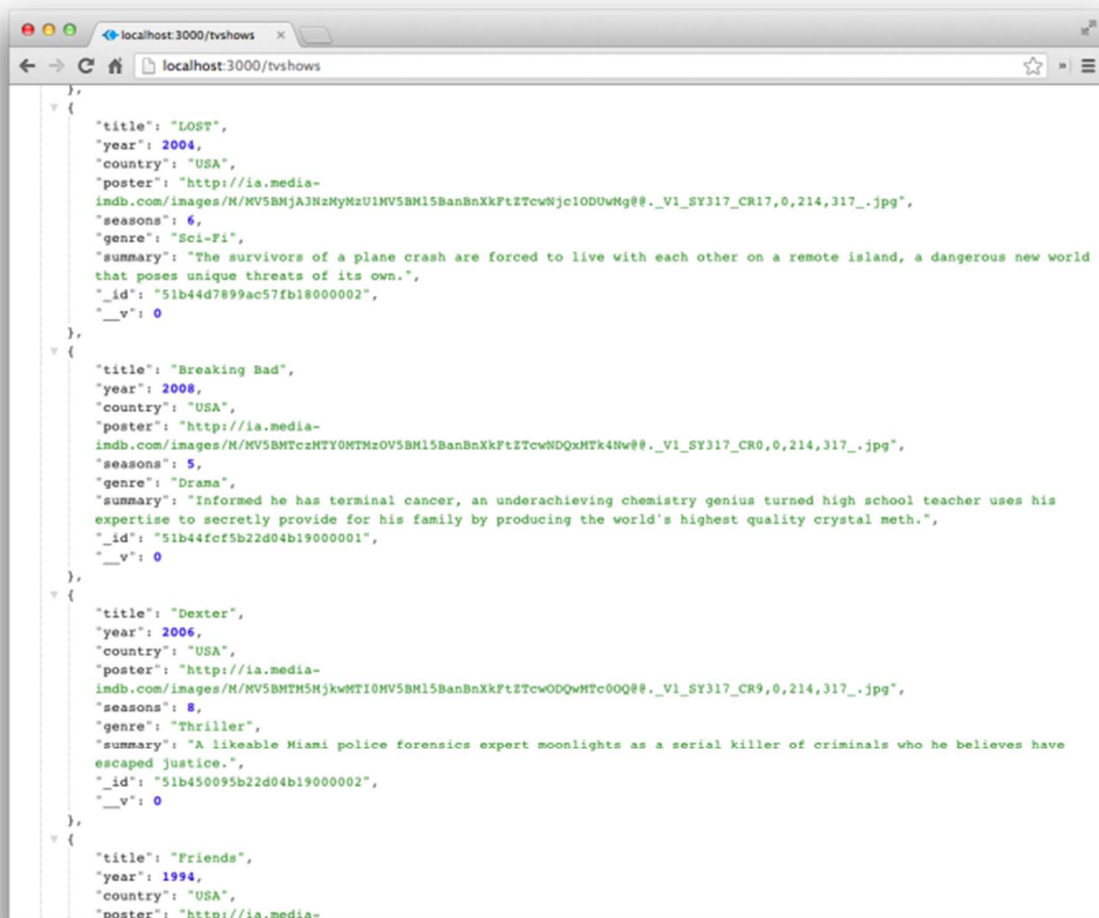 localhost:3000/tvshows
localhost:3000/tvshows
},
{
"title": "LOST",
"year": 2004,
"country": "USA",
"poster": "http://ia.media-
imdb.com/images/M/MV5BMjA3NzMyMzU1MV5BMl5BanBnXkFtZTcwNjc1ODUwMg@@._V1_SY317_CR17,0,214,317_.jpg",
"seasons": 6,
"genre": "Sci-Fi",
"summary": "The survivors of a plane crash are forced to live with each other on a remote island, a dangerous new world
that poses unique threats of its own.",
"_id": "51b44d7899ac57fb18000002",
"__v": 0
},
{
"title": "Breaking Bad",
"year": 2008,
"country": "USA",
"poster": "http://ia.media-
imdb.com/images/M/MV5BMTczMTY0MTMzOV5BMl5BanBnXkFtZTcwNDQxMTk4Nw@@._V1_SY317_CR0,0,214,317_.jpg",
"seasons": 5,
"genre": "Drama",
"summary": "Informed he has terminal cancer, an underachieving chemistry genius turned high school teacher uses his
expertise to secretly provide for his family by producing the world's highest quality crystal meth.",
"_id": "51b44fcf5b22d04b19000001",
"__v": 0
},
{
"title": "Dexter",
"year": 2006,
"country": "USA",
"poster": "http://ia.media-
imdb.com/images/M/MV5BMTM5MjkwMTI0MV5BMl5BanBnXkFtZTcwODQwMTc0OQ@@._V1_SY317_CR9,0,214,317_.jpg",
"seasons": 8,
"genre": "Thriller",
"summary": "A likeable Miami police forensics expert moonlights as a serial killer of criminals who he believes have
escaped justice.",
"_id": "51b450095b22d04b19000002",
"__v": 0
},
{
"title": "Friends",
"year": 1994,
"country": "USA",
"poster": "http://ia.media-